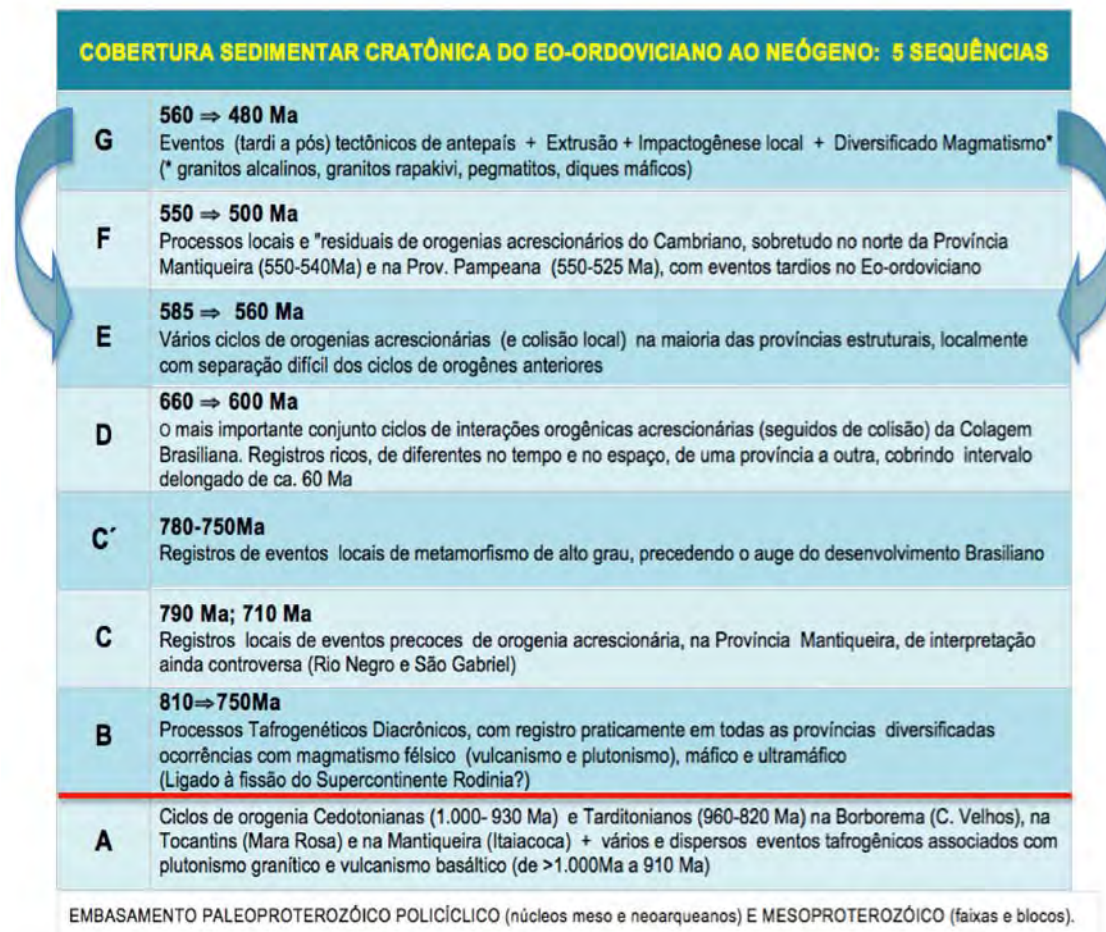 COBERTURA SEDIMENTAR CRATÔNICA DO EO-ORDOVICIANO AO NEÓGENO: 5 SEQUÊNCIAS
G
560 ⇒ 480 Ma
Eventos (tardi a pós) tectônicos de antepaís + Extrusão + Impactogênese local + Diversificado Magmatismo*
(* granitos alcalinos, granitos rapakivi, pegmatitos, diques máficos)
F
550 ⇒ 500 Ma
Processos locais e "residuais de orogenias acrescionários do Cambriano, sobretudo no norte da Província
Mantiqueira (550-540Ma) e na Prov. Pampeana (550-525 Ma), com eventos tardios no Eo-ordoviciano
E
585 ⇒ 560 Ma
Vários ciclos de orogenias acrescionárias (e colisão local) na maioria das províncias estruturais, localmente
com separação difícil dos ciclos de orogênes anteriores
D
660 ⇒ 600 Ma
O mais importante conjunto ciclos de interações orogênicas acrescionárias (seguidos de colisão) da Colagem
Brasiliana. Registros ricos, de diferentes no tempo e no espaço, de uma província a outra, cobrindo intervalo
delongado de ca. 60 Ma
C´
780-750Ma
Registros de eventos locais de metamorfismo de alto grau, precedendo o auge do desenvolvimento Brasiliano
C
790 Ma; 710 Ma
Registros locais de eventos precoces de orogenia acrescionária, na Província Mantiqueira, de interpretação
ainda controversa (Rio Negro e São Gabriel)
B
810⇒750Ma
Processos Tafrogenéticos Diacrônicos, com registro praticamente em todas as províncias diversificadas
ocorrências com magmatismo félsico (vulcanismo e plutonismo), máfico e ultramáfico
(Ligado à fissão do Supercontinente Rodinia?)
A
Ciclos de orogenia Cedotonianas (1.000- 930 Ma) e Tarditonianos (960-820 Ma) na Borborema (C. Velhos), na
Tocantins (Mara Rosa) e na Mantiqueira (Itaiacoca) + vários e dispersos eventos tafrogênicos associados com
plutonismo granítico e vulcanismo basáltico (de >1.000Ma a 910 Ma)
EMBASAMENTO PALEOPROTEROZÓICO POLICÍCLICO (núcleos meso e neoarqueanos) E MESOPROTEROZÓICO (faixas e blocos).